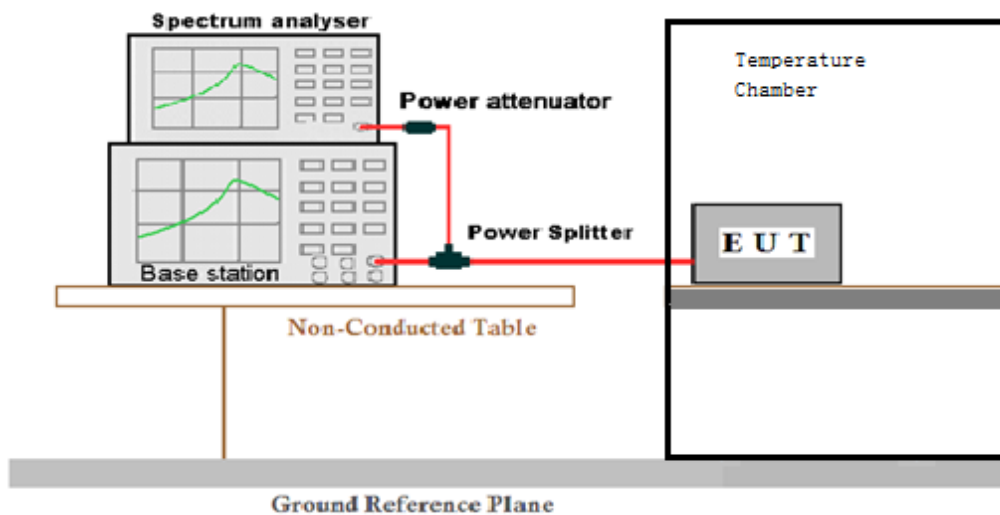 Spectrum analyser
Temperature
Chamber
Power attenuator
Power Splitter
E U T
Base station
Non-Conducted Table
Ground Reference Plane